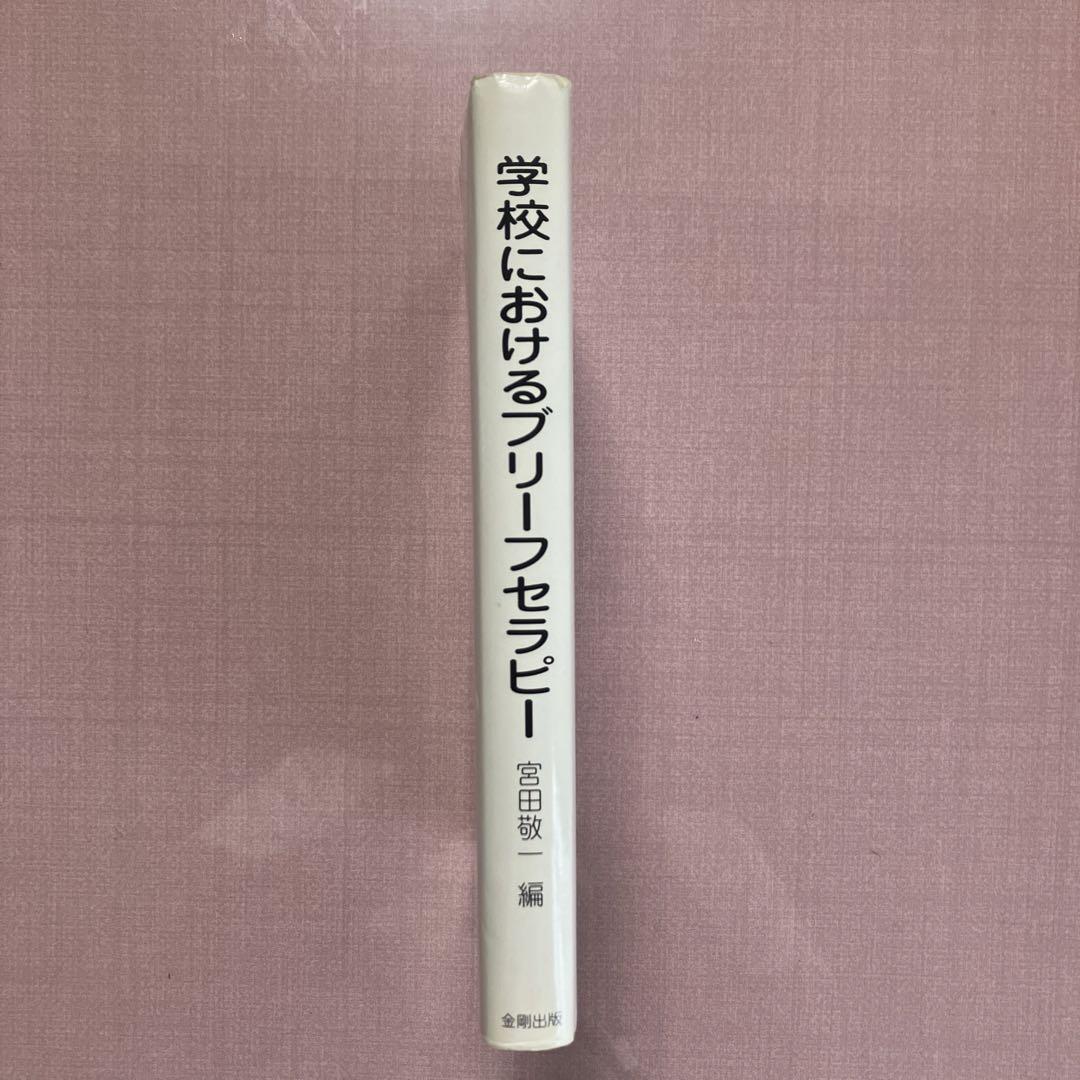 学校におけるブリーフセラピー
宮田敬一 編
金剛出版